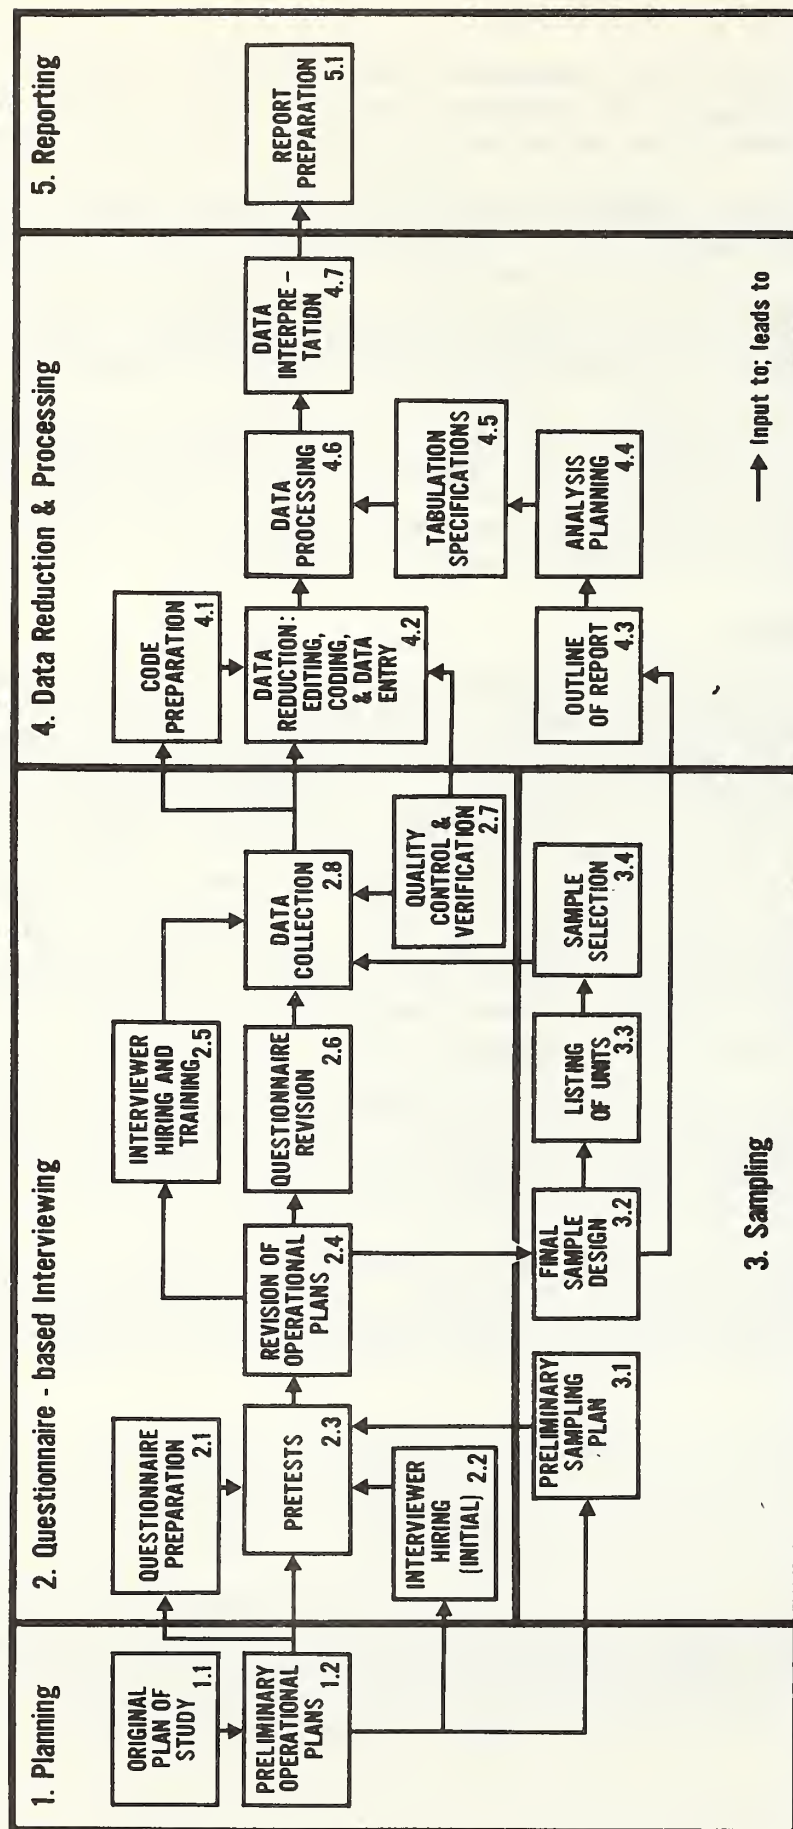 1. Planning
ORIGINAL
PLAN OF
STUDY
1.1
PRELIMINARY
OPERATIONAL
PLANS
1.2
2. Questionnaire - based Interviewing
QUESTIONNAIRE
PREPARATION
2.1
PRETESTS
2.3
INTERVIEWER
HIRING
(INITIAL) 2.2
REVISION OF
OPERATIONAL
PLANS
2.4
INTERVIEWER
HIRING AND
TRAINING 2.5
QUESTIONNAIRE
REVISION
2.6
DATA
COLLECTION
2.8
QUALITY
CONTROL &
VERIFICATION
2.7
3. Sampling
PRELIMINARY
SAMPLING
PLAN
3.1
FINAL
SAMPLE
DESIGN
3.2
LISTING
OF UNITS
3.3
SAMPLE
SELECTION
3.4
4. Data Reduction & Processing
CODE
PREPARATION
4.1
DATA
REDUCTION:
EDITING,
CODING,
& DATA
ENTRY
4.2
OUTLINE
OF REPORT
4.3
ANALYSIS
PLANNING
4.4
TABULATION
SPECIFICATIONS
4.5
DATA
PROCESSING
4.6
DATA
INTERPRE -
TATION
4.7
Input to; leads to
5. Reporting
REPORT
PREPARATION
5.1